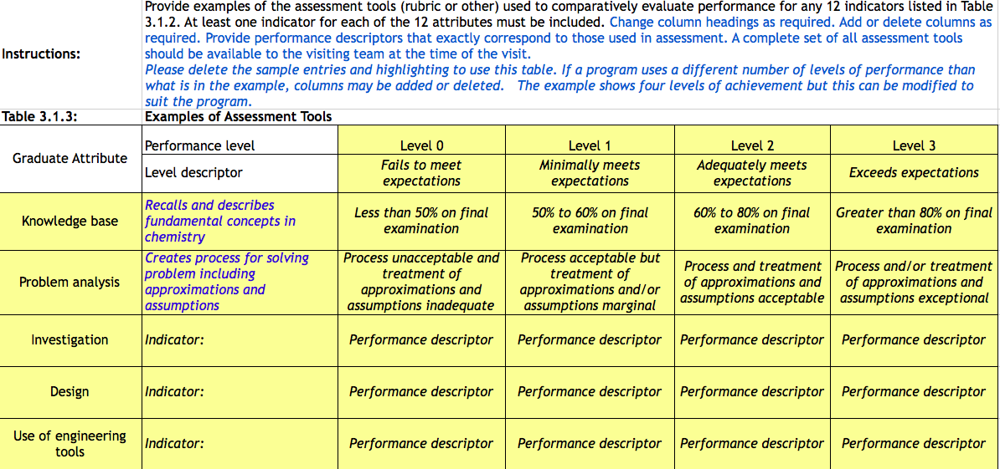 Provide examples of the assessment tools (rubric or other) used to comparatively evaluate performance for any 12 indicators listed in Table
3.1.2. At least one indicator for each of the 12 attributes must be included. Change column headings as required. Add or delete columns as
required. Provide performance descriptors that exactly correspond to those used in assessment. A complete set of all assessment tools
Instructions:
should be available to the visiting team at the time of the visit.
Please delete the sample entries and highlighting to use this table. If a program uses a different number of levels of performance than
what is in the example, columns may be added or deleted. The example shows four levels of achievement but this can be modified to
suit the program.
Table 3.1.3:
Examples of Assessment Tools
Graduate Attribute
Performance level
Level 0
Level 1
Level 2
Level 3
Level descriptor
Fails to meet
expectations
Minimally meets
expectations
Adequately meets
expectations
Exceeds expectations
Knowledge base
Recalls and describes
fundamental concepts in
chemistry
Less than 50% on final
examination
50% to 60% on final
examination
60% to 80% on final
examination
Greater than 80% on final
examination
Problem analysis
Creates process for solving
problem including
approximations and
assumptions
Process unacceptable and
treatment of
approximations and
assumptions inadequate
Process acceptable but
treatment of
approximations and/or
assumptions marginal
Process and treatment
of approximations and
assumptions acceptable
Process and/or treatment
of approximations and
assumptions exceptional
Investigation
Indicator:
Performance descriptor
Performance descriptor
Performance descriptor
Performance descriptor
Design
Indicator:
Performance descriptor
Performance descriptor
Performance descriptor
Performance descriptor
Use of engineering
tools
Indicator:
Performance descriptor
Performance descriptor
Performance descriptor
Performance descriptor